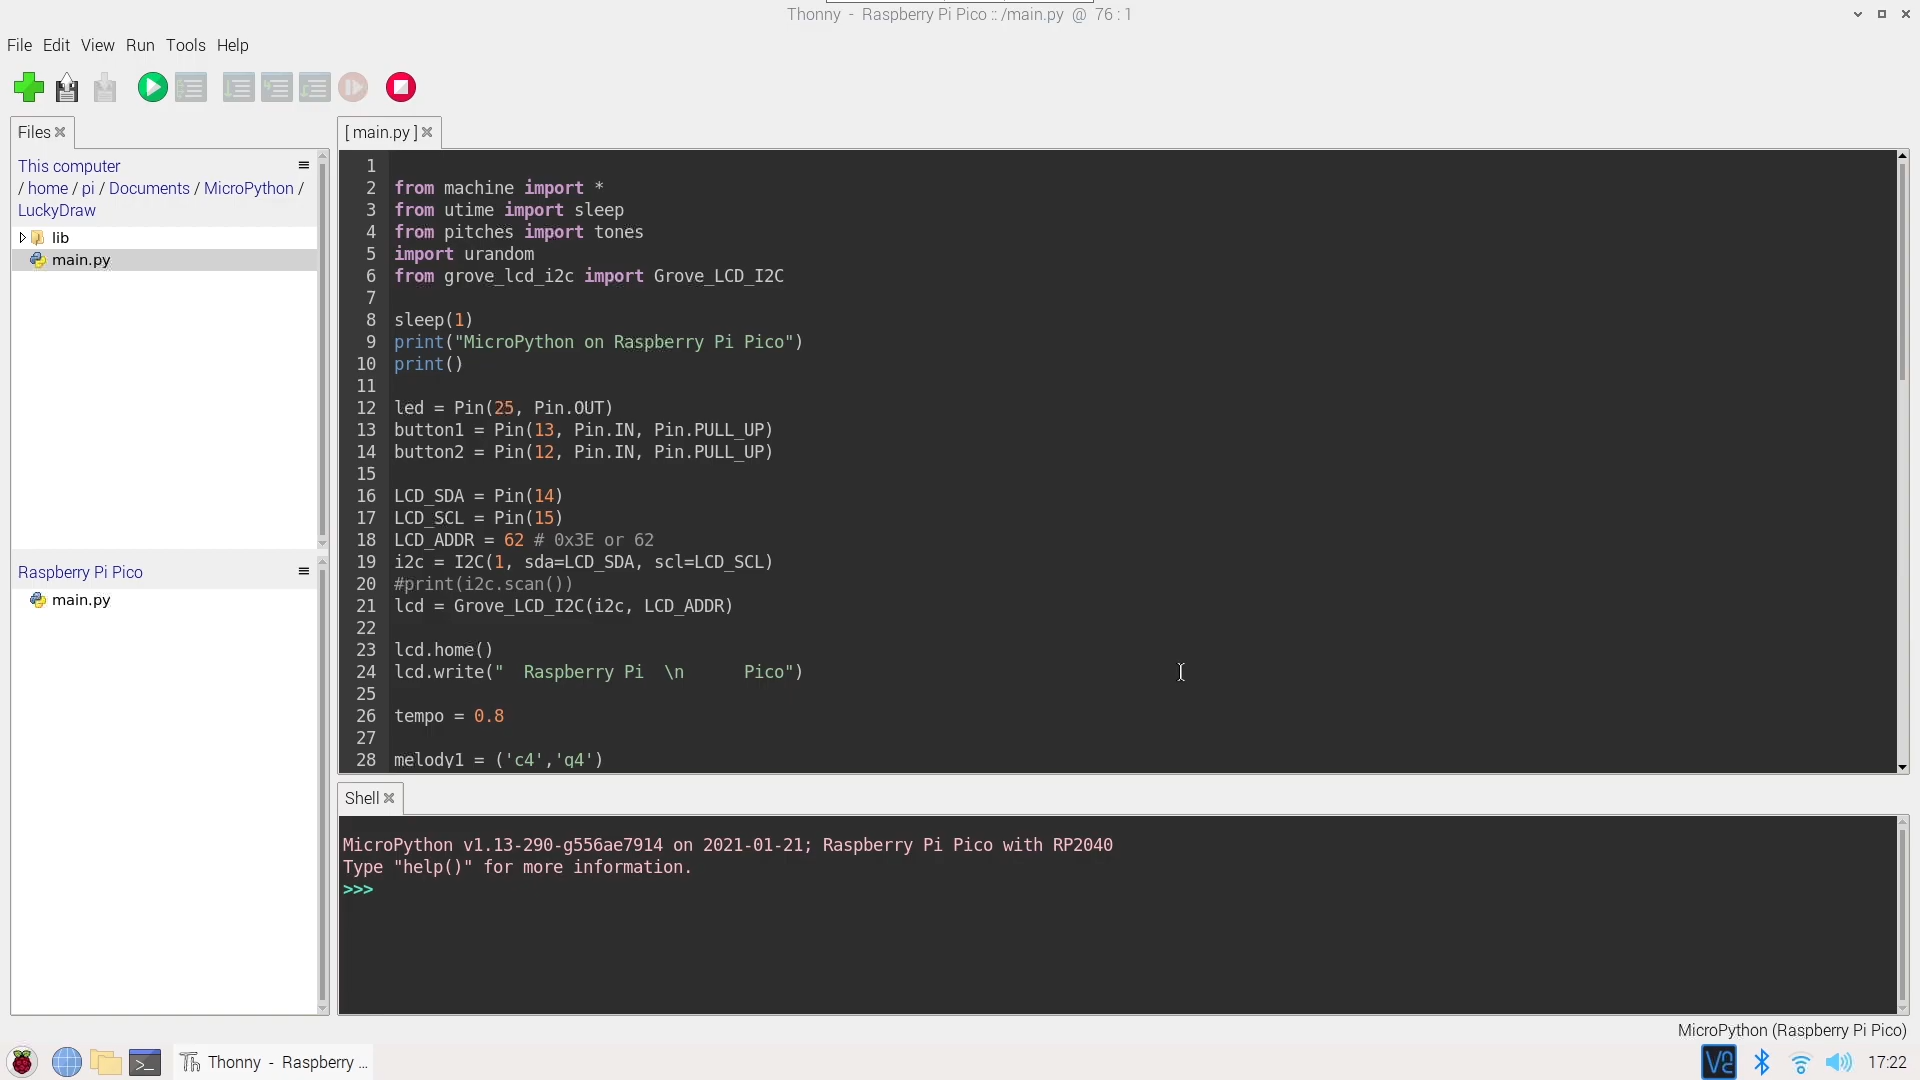 Thonny - Raspberry Pi Pico :: /main.py @ 76 : 1
File Edit View Run Tools Help
Files
[ main.py ]
This computer
/ home / pi / Documents / MicroPython /
LuckyDraw
lib
main.py
Raspberry Pi Pico
main.py
1
2 from machine import *
3 from utime import sleep
4 from pitches import tones
5 import urandom
6 from grove_lcd_i2c import Grove_LCD_I2C
7
8 sleep(1)
9 print("MicroPython on Raspberry Pi Pico")
10 print()
11
12 led = Pin(25, Pin.OUT)
13 button1 = Pin(13, Pin.IN, Pin.PULL_UP)
14 button2 = Pin(12, Pin.IN, Pin.PULL_UP)
15
16 LCD_SDA = Pin(14)
17 LCD_SCL = Pin(15)
18 LCD_ADDR = 62 # 0x3E or 62
19 i2c = I2C(1, sda=LCD_SDA, scl=LCD_SCL)
20 #print(i2c.scan())
21 lcd = Grove_LCD_I2C(i2c, LCD_ADDR)
22
23 lcd.home()
24 lcd.write("  Raspberry Pi  \n      Pico")
25
26 tempo = 0.8
27
28 melody1 = ('c4','g4')
Shell
MicroPython v1.13-290-g556ae7914 on 2021-01-21; Raspberry Pi Pico with RP2040
Type "help()" for more information.
>>>
MicroPython (Raspberry Pi Pico)
Thonny - Raspberry ...
17:22